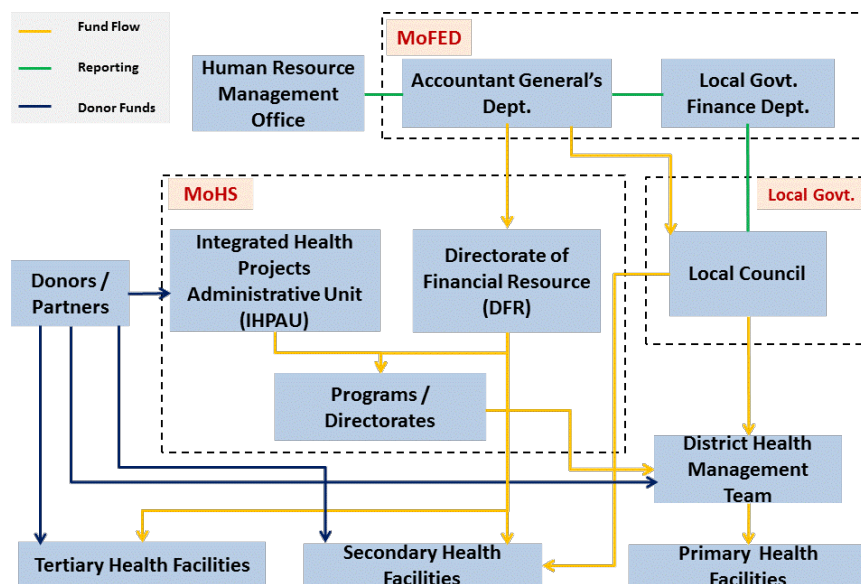 Fund Flow
Reporting
Donor Funds
MoFED
Human Resource
Management
Office
Accountant General's
Dept.
Local Govt.
Finance Dept.
MoHS
Local Govt.
Integrated Health
Projects
Administrative Unit
(IHPAU)
Directorate of
Financial Resource
(DFR)
Local Council
Donors /
Partners
Programs /
Directorates
District Health
Management
Team
Tertiary Health Facilities
Secondary Health
Facilities
Primary Health
Facilities